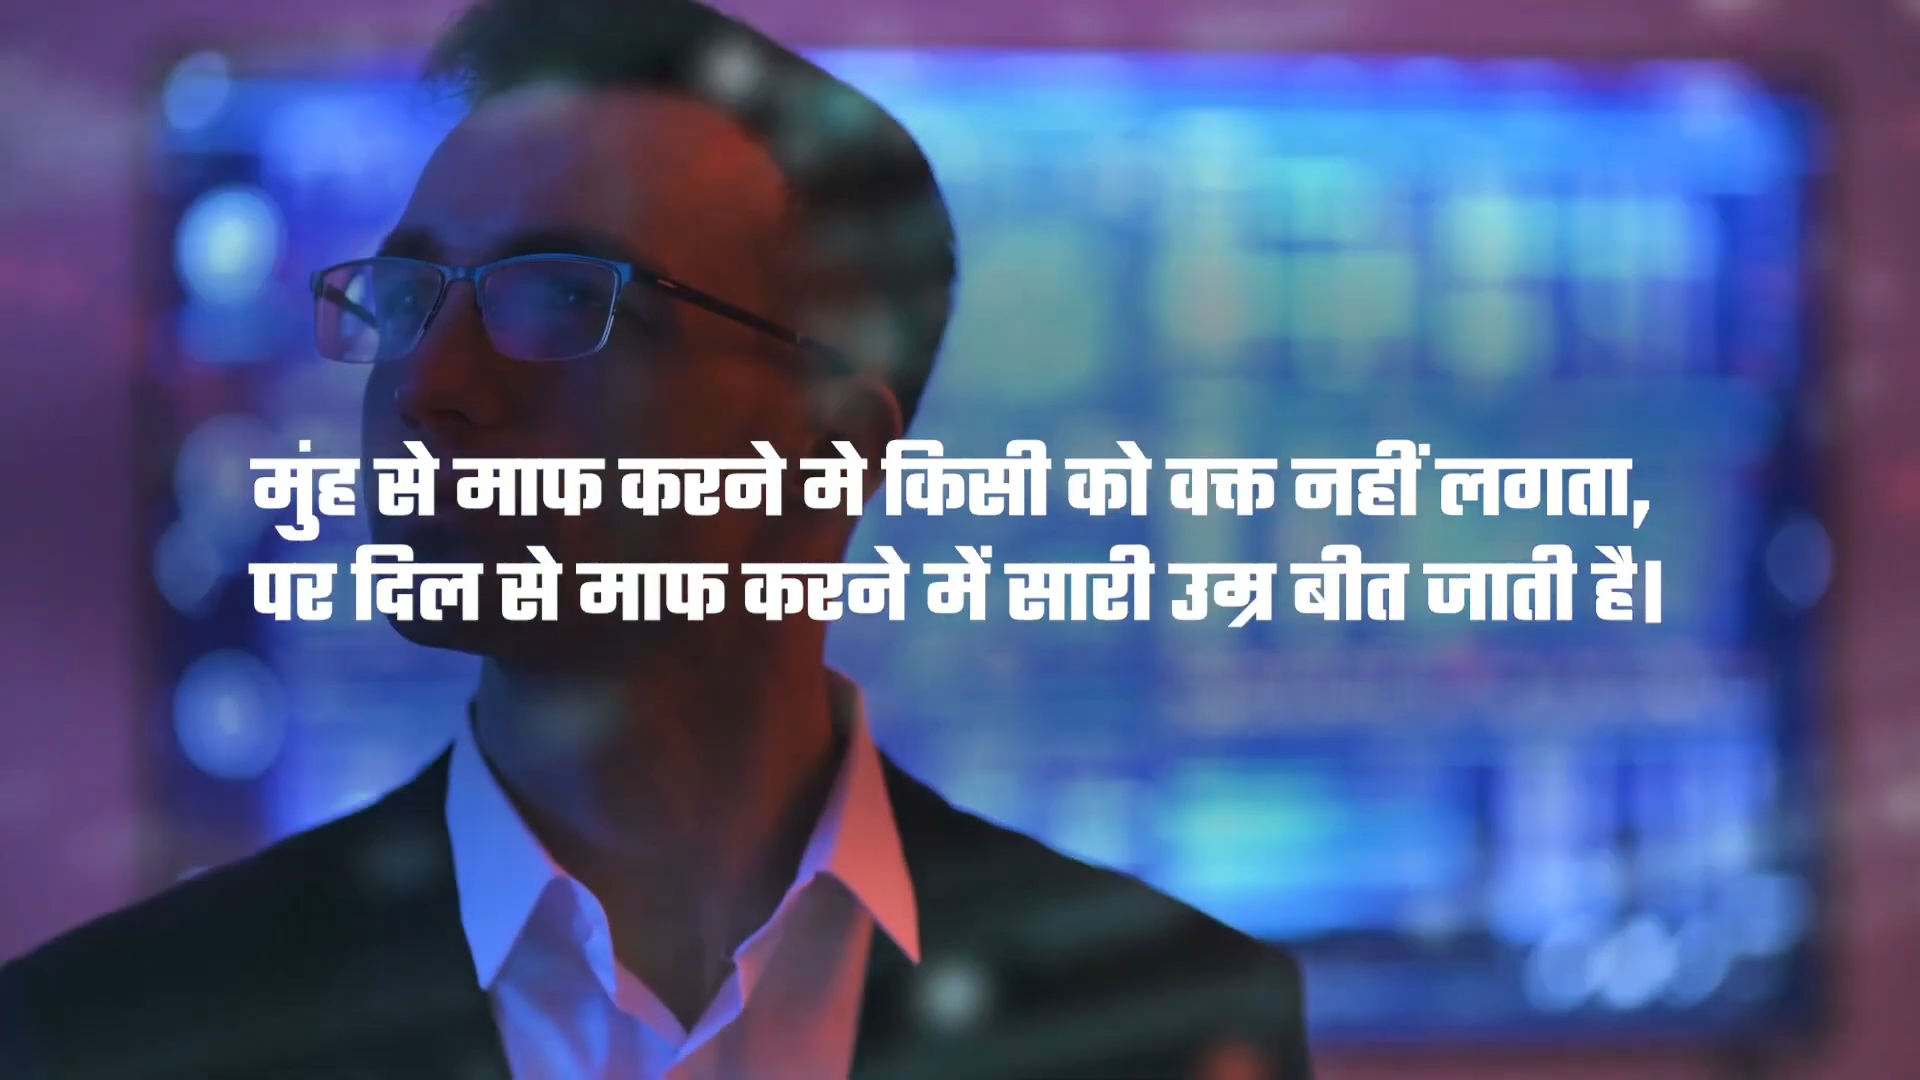 मुंह से माफ करने मे किसी को वक्त नहीं लगता,
पर दिल से माफ करने में सारी उम्र बीत जाती है।